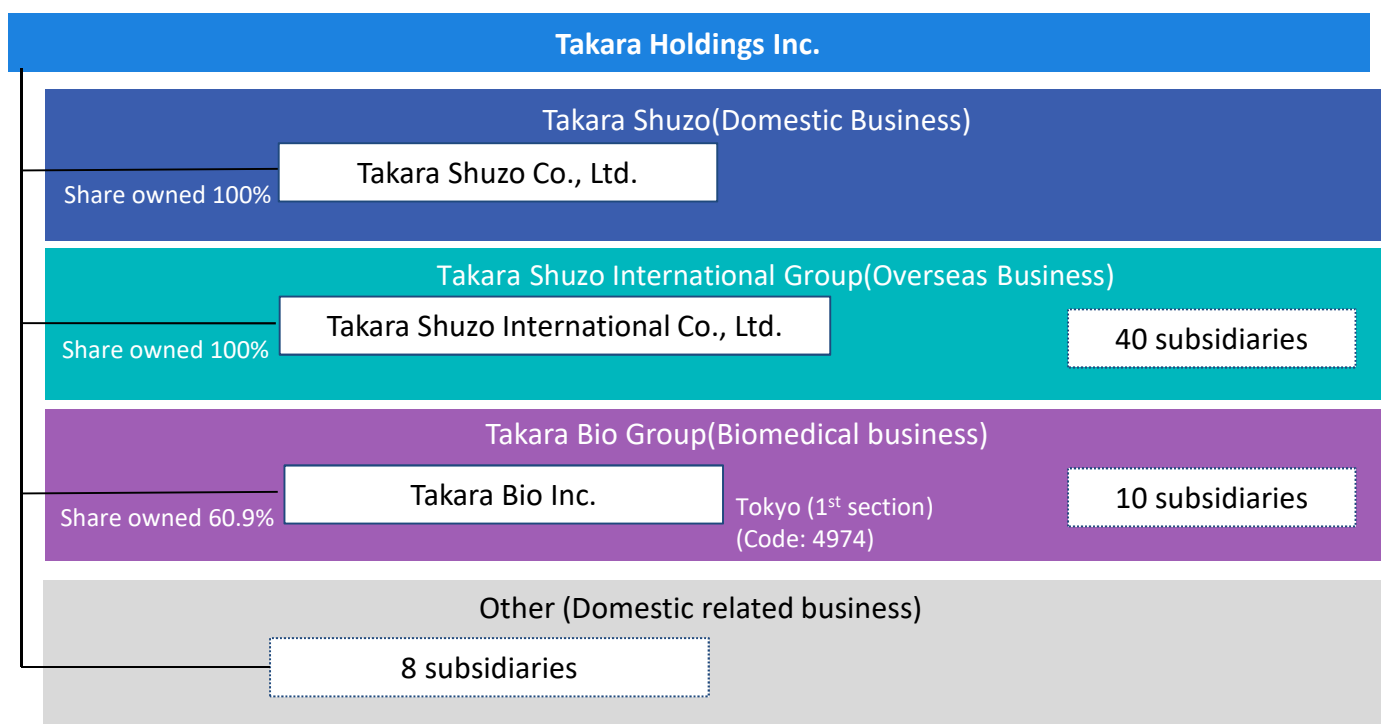 Takara Holdings Inc.
Takara Shuzo(Domestic Business)
Takara Shuzo Co., Ltd.
Share owned 100%
Takara Shuzo International Group(Overseas Business)
Takara Shuzo International Co., Ltd.
40 subsidiaries
Share owned 100%
Takara Bio Group(Biomedical business)
Takara Bio Inc.
10 subsidiaries
Share owned 60.9%
Tokyo (1st section)
(Code: 4974)
Other (Domestic related business)
8 subsidiaries